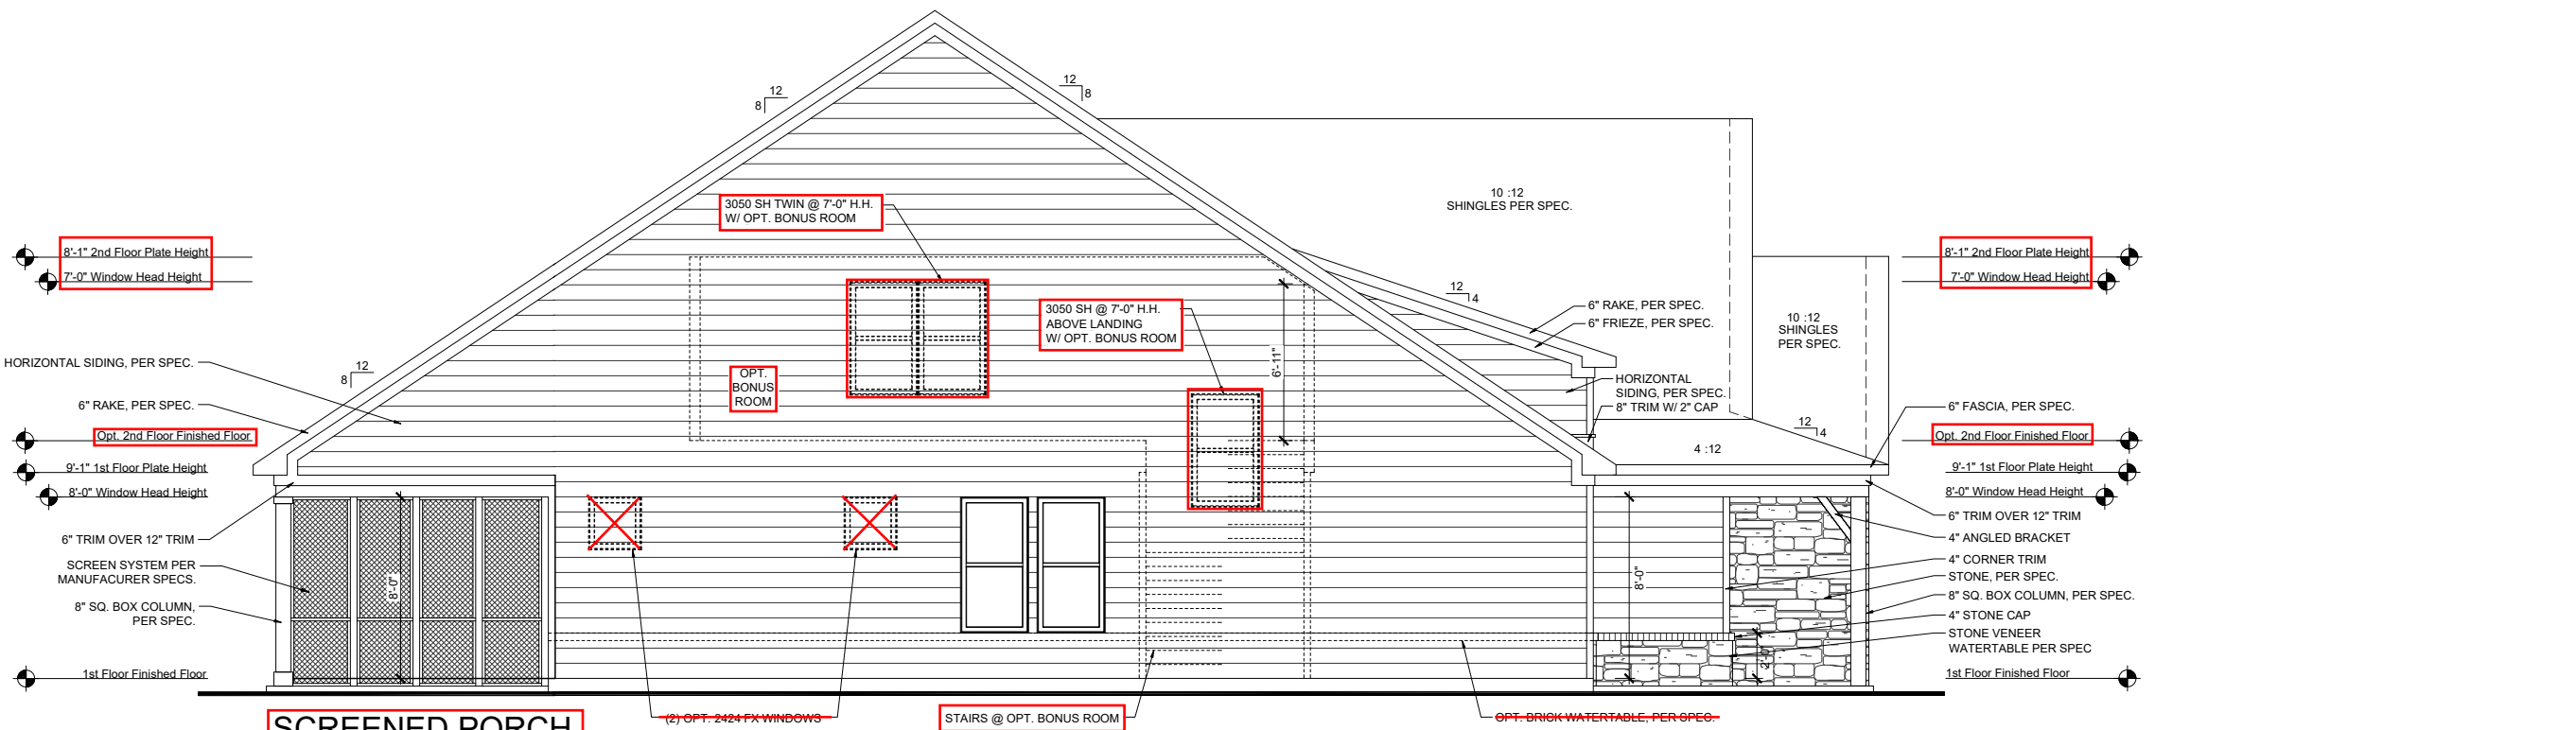 12
8
12
8
10 :12
SHINGLES PER SPEC.
3050 SH TWIN @ 7'-0" H.H.
W/ OPT. BONUS ROOM
8'-1" 2nd Floor Plate Height
7'-0" Window Head Height
8'-1" 2nd Floor Plate Height
7'-0" Window Head Height
12
4
3050 SH @ 7'-0" H.H.
ABOVE LANDING
W/ OPT. BONUS ROOM
6" RAKE, PER SPEC.
6" FRIEZE, PER SPEC.
10 :12
SHINGLES
PER SPEC.
6'-11"
HORIZONTAL SIDING, PER SPEC.
12
8
OPT.
BONUS
ROOM
HORIZONTAL
SIDING, PER SPEC.
8" TRIM W/ 2" CAP
6" RAKE, PER SPEC.
6" FASCIA, PER SPEC.
12
4
Opt. 2nd Floor Finished Floor
Opt. 2nd Floor Finished Floor
4 :12
9'-1" 1st Floor Plate Height
9'-1" 1st Floor Plate Height
8'-0" Window Head Height
8'-0" Window Head Height
6" TRIM OVER 12" TRIM
6" TRIM OVER 12" TRIM
4" ANGLED BRACKET
SCREEN SYSTEM PER
MANUFACURER SPECS.
8'-0"
8'-0"
4" CORNER TRIM
STONE, PER SPEC.
8" SQ. BOX COLUMN,
PER SPEC.
8" SQ. BOX COLUMN, PER SPEC.
4" STONE CAP
STONE VENEER
WATERTABLE PER SPEC
2'-0"
1st Floor Finished Floor
1st Floor Finished Floor
SCREENED PORCH
(2) OPT. 2424 FX WINDOWS
STAIRS @ OPT. BONUS ROOM
OPT. BRICK WATERTABLE, PER SPEC.